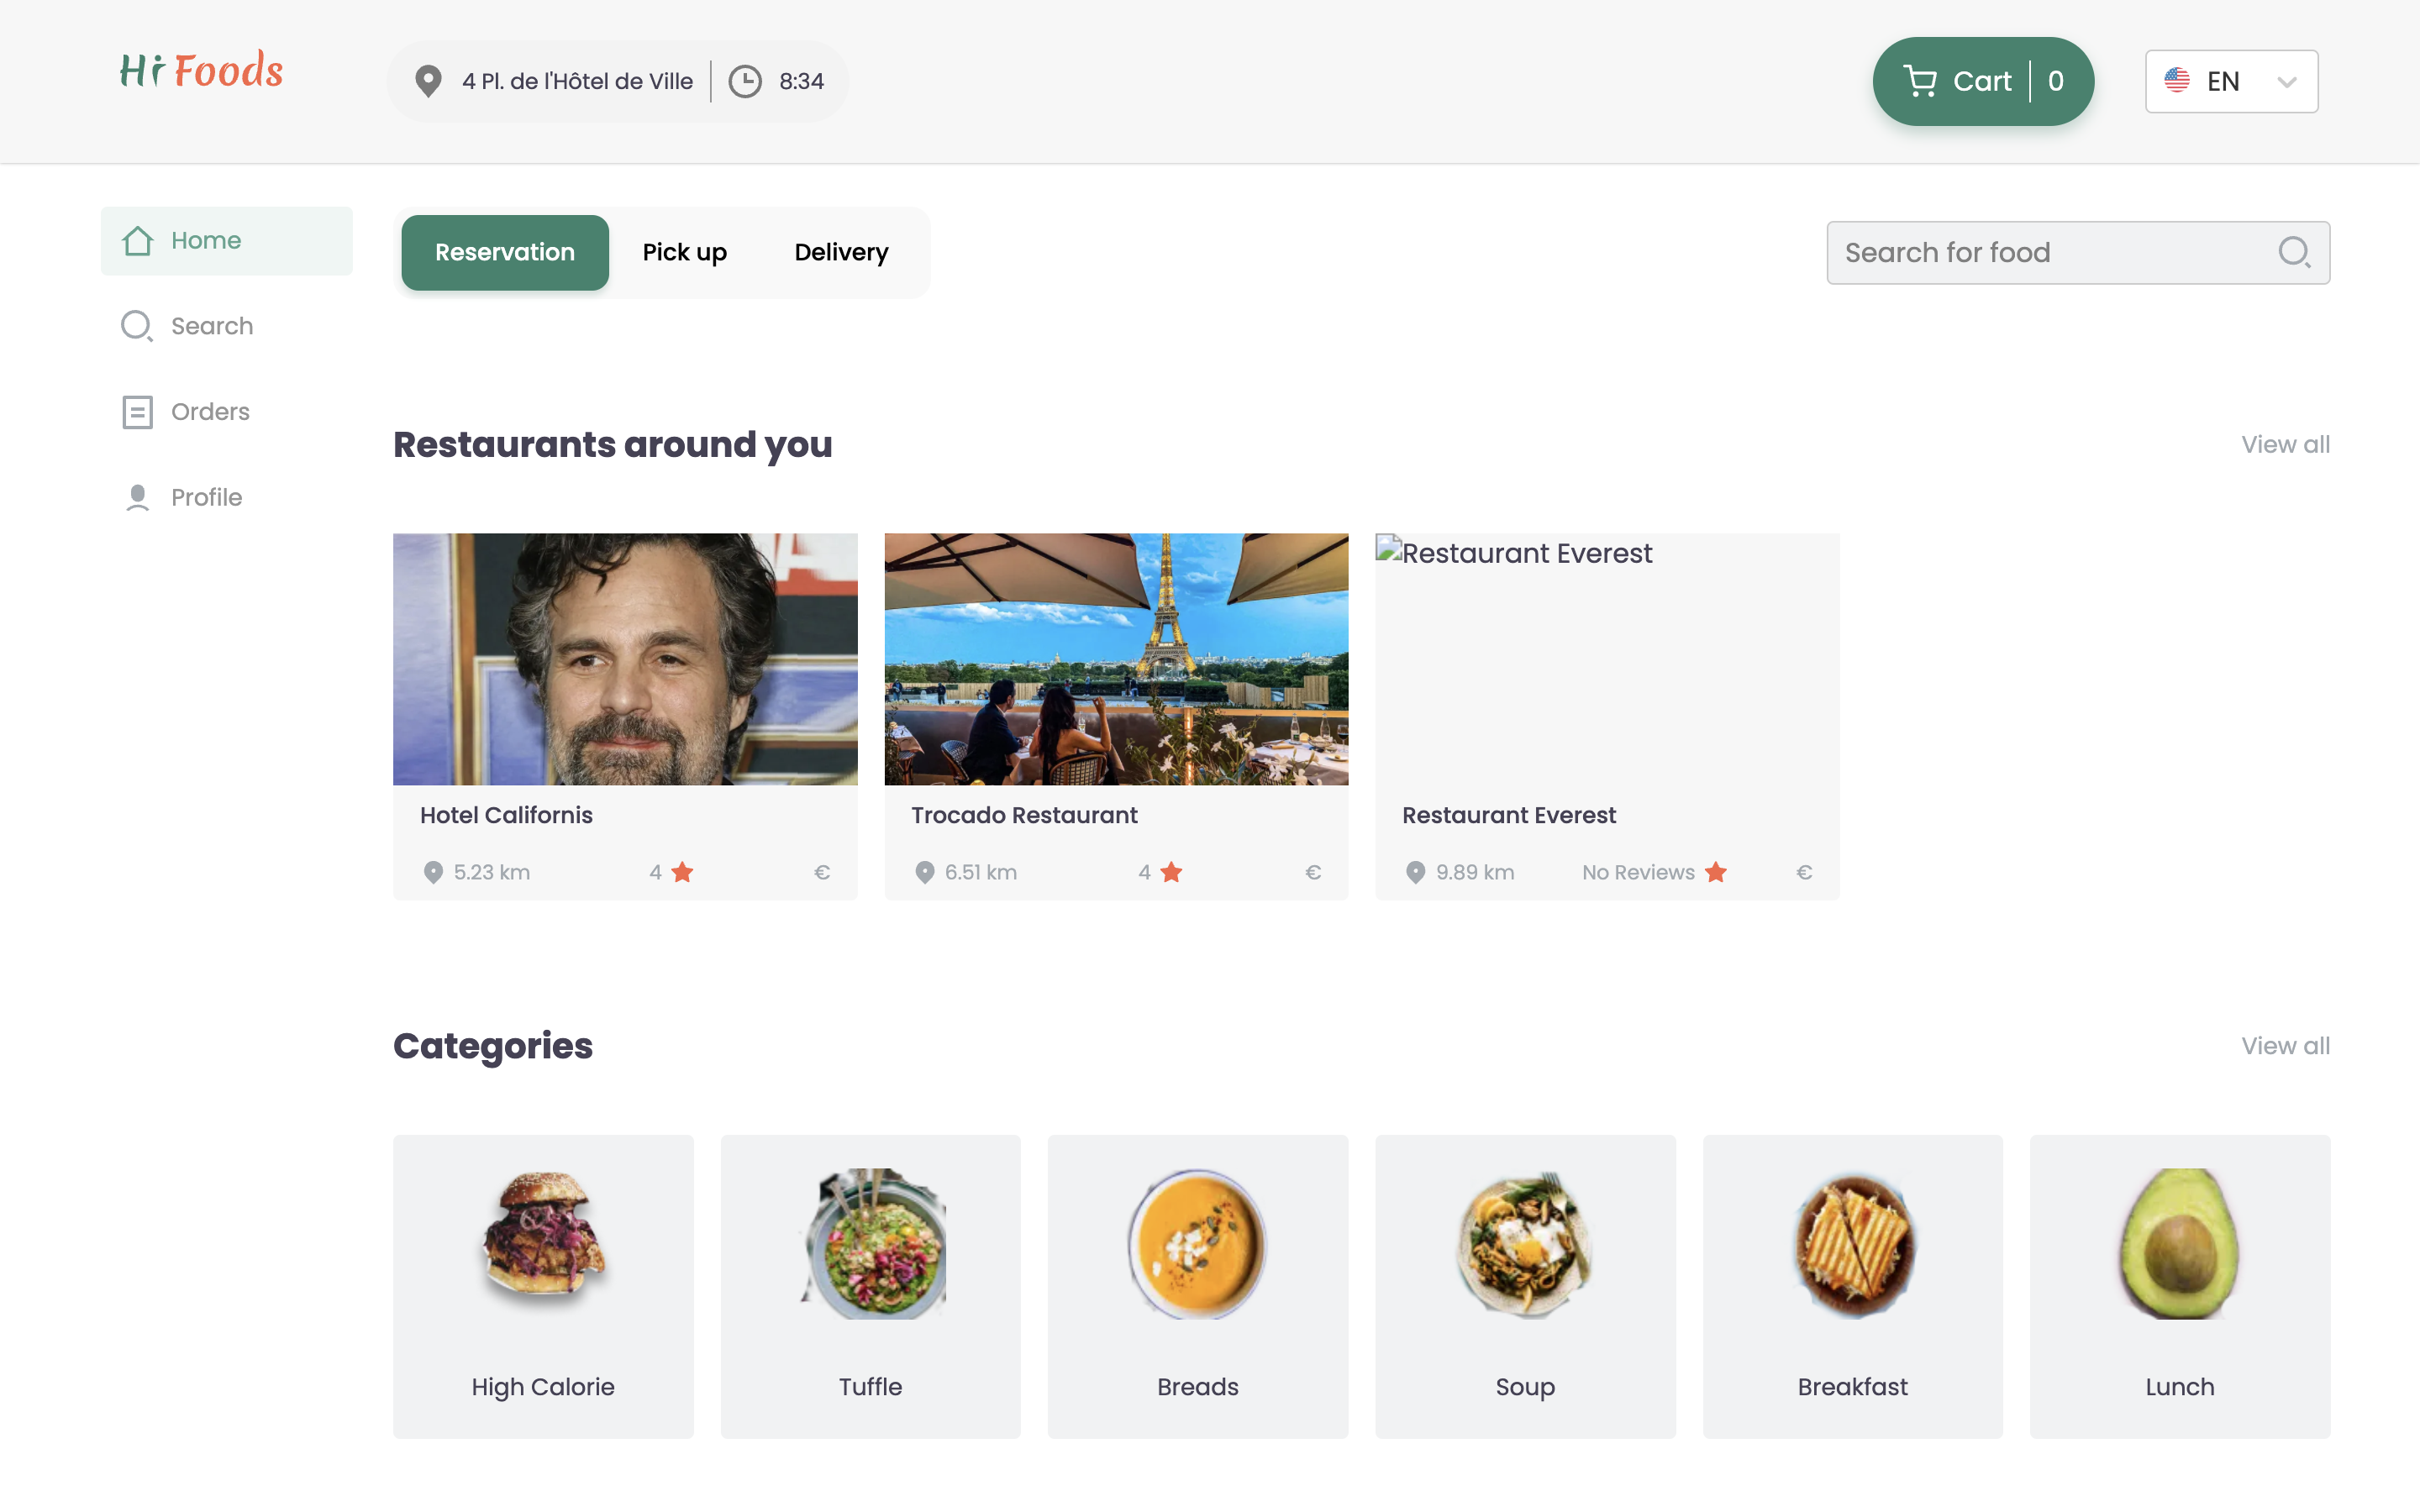 Hi Foods
4 Pl. de l'Hôtel de Ville
8:34
Cart
0
EN
Home
Search
Orders
Profile
Reservation
Pick up
Delivery
Search for food
Restaurants around you
View all
Restaurant Everest
Hotel Californis
5.23 km
4
€
Trocado Restaurant
6.51 km
4
€
Restaurant Everest
9.89 km
No Reviews
€
Categories
View all
High Calorie
Tuffle
Breads
Soup
Breakfast
Lunch